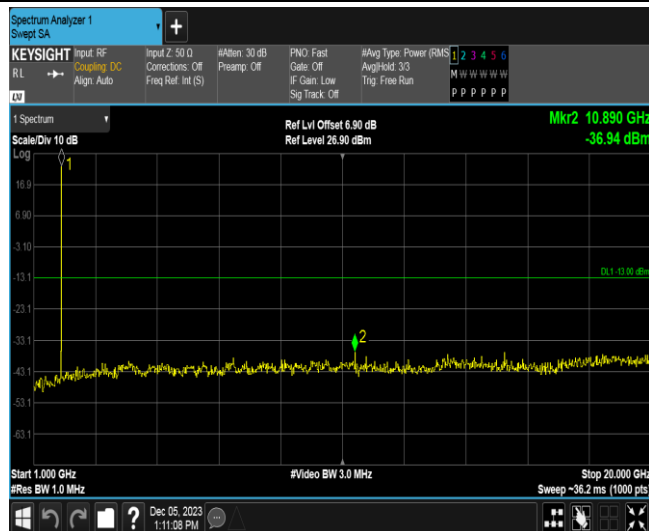 Spectrum Analyzer 1
Swept SA
+
KEYSIGHT
RL
LXI
Input: RF
Coupling: DC
Align: Auto
Input Z: 50 Ω
Corrections: Off
Freq Ref: Int (S)
#Atten: 30 dB
Preamp: Off
PNO: Fast
Gate: Off
IF Gain: Low
Sig Track: Off
#Avg Type: Power (RMS
Avg|Hold: 3/3
Trig: Free Run
1 2 3 4 5 6
M W W W W W
P P P P P P
1 Spectrum
Scale/Div 10 dB
Log
Ref Lvl Offset 6.90 dB
Ref Level 26.90 dBm
Mkr2 10.890 GHz
-36.94 dBm
1
16.9
6.90
-3.10
-13.1
DL1 -13.00 dBm
-23.1
-33.1
2
-43.1
-53.1
-63.1
Start 1.000 GHz
#Res BW 1.0 MHz
#Video BW 3.0 MHz
Stop 20.000 GHz
Sweep ~36.2 ms (1000 pts)
?
Dec 05, 2023
1:11:08 PM